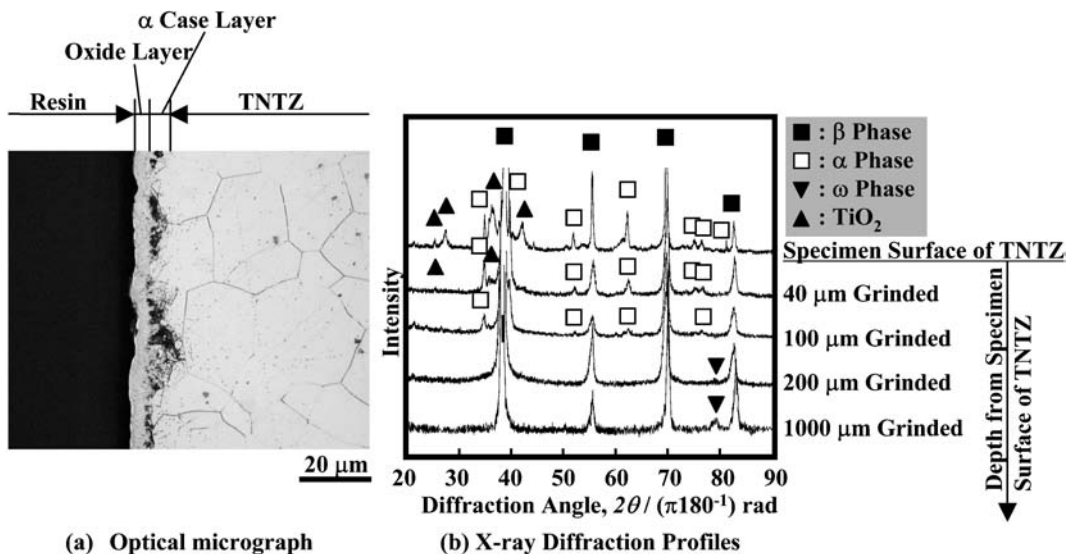 α Case Layer
Oxide Layer
Resin
TNTZ
20 μm
(a) Optical micrograph
Intensity
20 30 40 50 60 70 80 90
Diffraction Angle, 2θ / (π180⁻¹) rad
(b) X-ray Diffraction Profiles
■ : β Phase
□ : α Phase
▼ : ω Phase
▲ : TiO₂
Specimen Surface of TNTZ
40 μm Grinded
100 μm Grinded
200 μm Grinded
1000 μm Grinded
Depth from Specimen
Surface of TNTZ